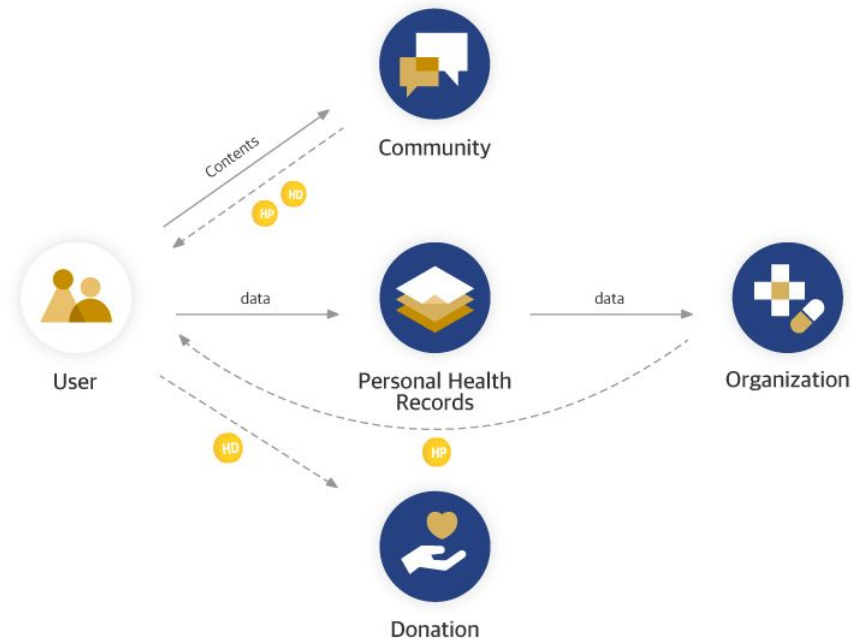 Community
Contents
HD
HP
data
data
User
Personal Health
Records
Organization
HD
HP
Donation